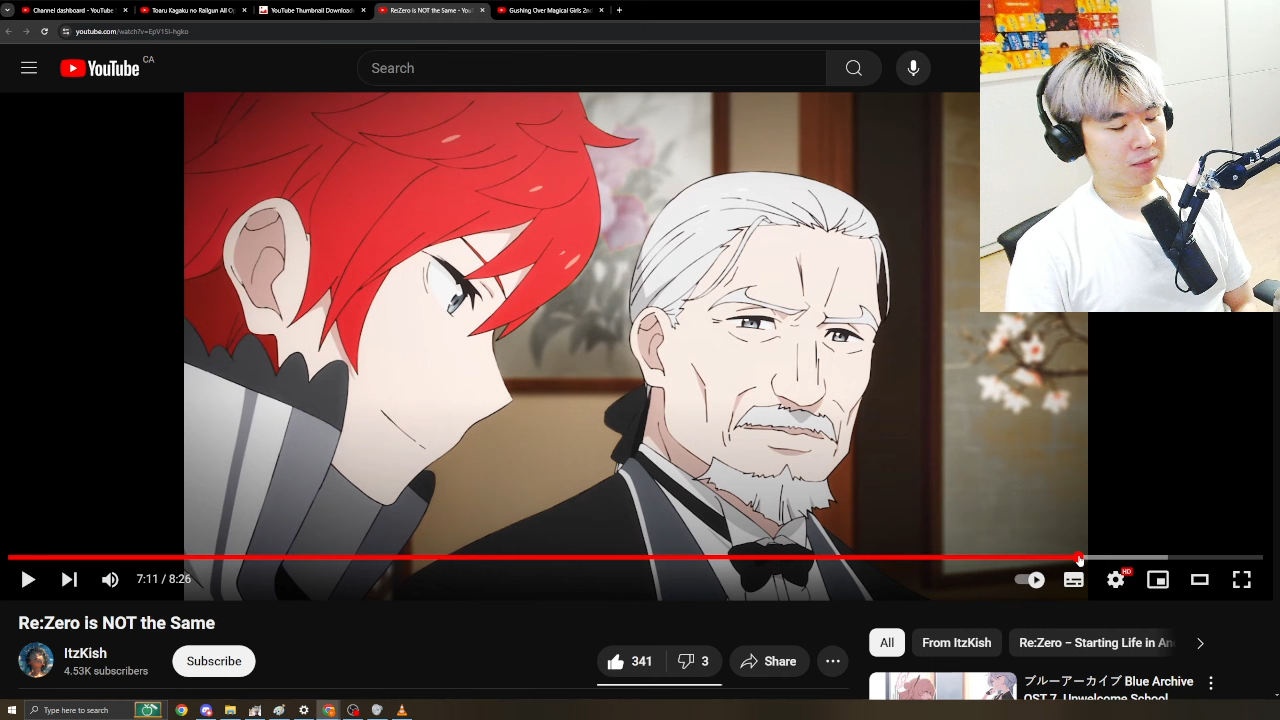 Channel dashboard - YouTube
Toaru Kagaku no Railgun All O
YouTube Thumbnail Download
Re:Zero is NOT the Same - You
Gushing Over Magical Girls 2nd
youtube.com/watch?v=EpV15I-hgko
YouTube CA
Search
7:11 / 8:26
HD
Re:Zero is NOT the Same
ItzKish
4.53K subscribers
Subscribe
341
3
Share
All
From ItzKish
Re:Zero − Starting Life in An
ブルーアーカイブ Blue Archive
OST 7. Unwelcome School
Type here to search